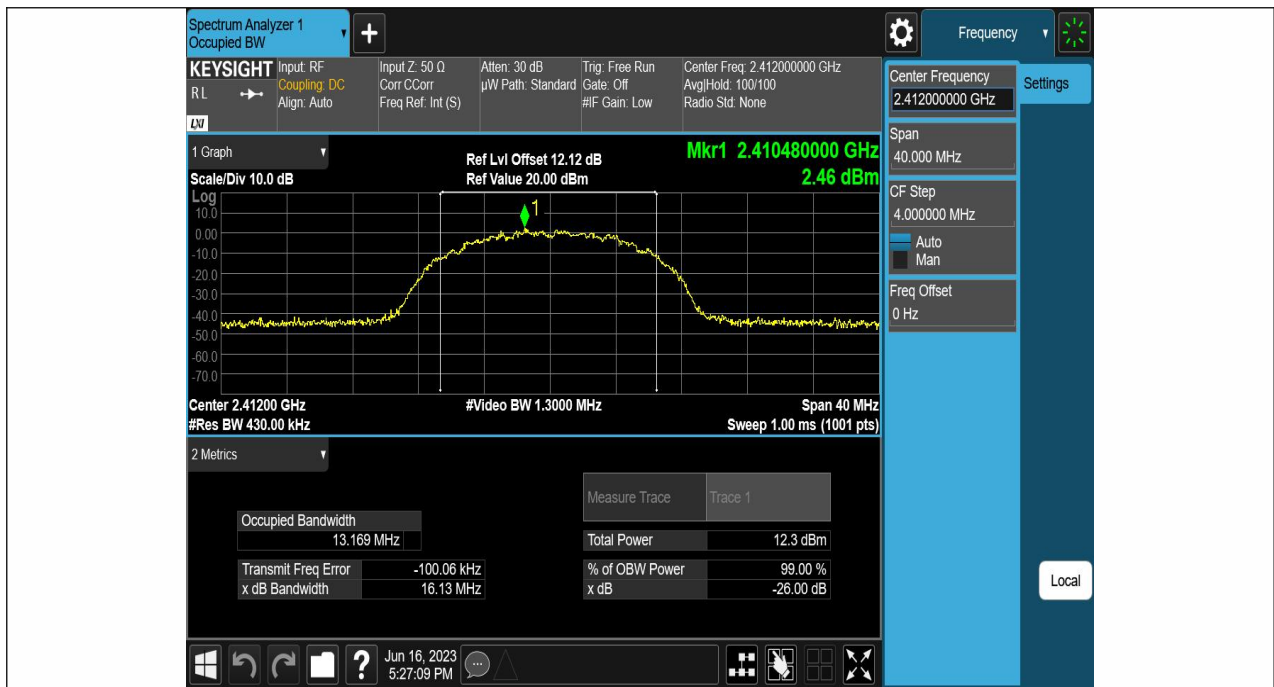 Spectrum Analyzer 1
Occupied BW
+
Frequency
KEYSIGHT
R L
LXI
Input: RF
Coupling: DC
Align: Auto
Input Z: 50 Ω
Corr CCorr
Freq Ref: Int (S)
Atten: 30 dB
µW Path: Standard
Trig: Free Run
Gate: Off
#IF Gain: Low
Center Freq: 2.412000000 GHz
Avg|Hold: 100/100
Radio Std: None
Center Frequency
2.412000000 GHz
Settings
Span
40.000 MHz
CF Step
4.000000 MHz
Auto
Man
Freq Offset
0 Hz
Local
1 Graph
Scale/Div 10.0 dB
Ref Lvl Offset 12.12 dB
Ref Value 20.00 dBm
Mkr1 2.410480000 GHz
2.46 dBm
Log
10.0
0.00
-10.0
-20.0
-30.0
-40.0
-50.0
-60.0
-70.0
1
Center 2.41200 GHz
#Res BW 430.00 kHz
#Video BW 1.3000 MHz
Span 40 MHz
Sweep 1.00 ms (1001 pts)
2 Metrics
Measure Trace Trace 1
Occupied Bandwidth
13.169 MHz
Total Power 12.3 dBm
Transmit Freq Error -100.06 kHz
% of OBW Power 99.00 %
x dB Bandwidth 16.13 MHz
x dB -26.00 dB
?
Jun 16, 2023
5:27:09 PM